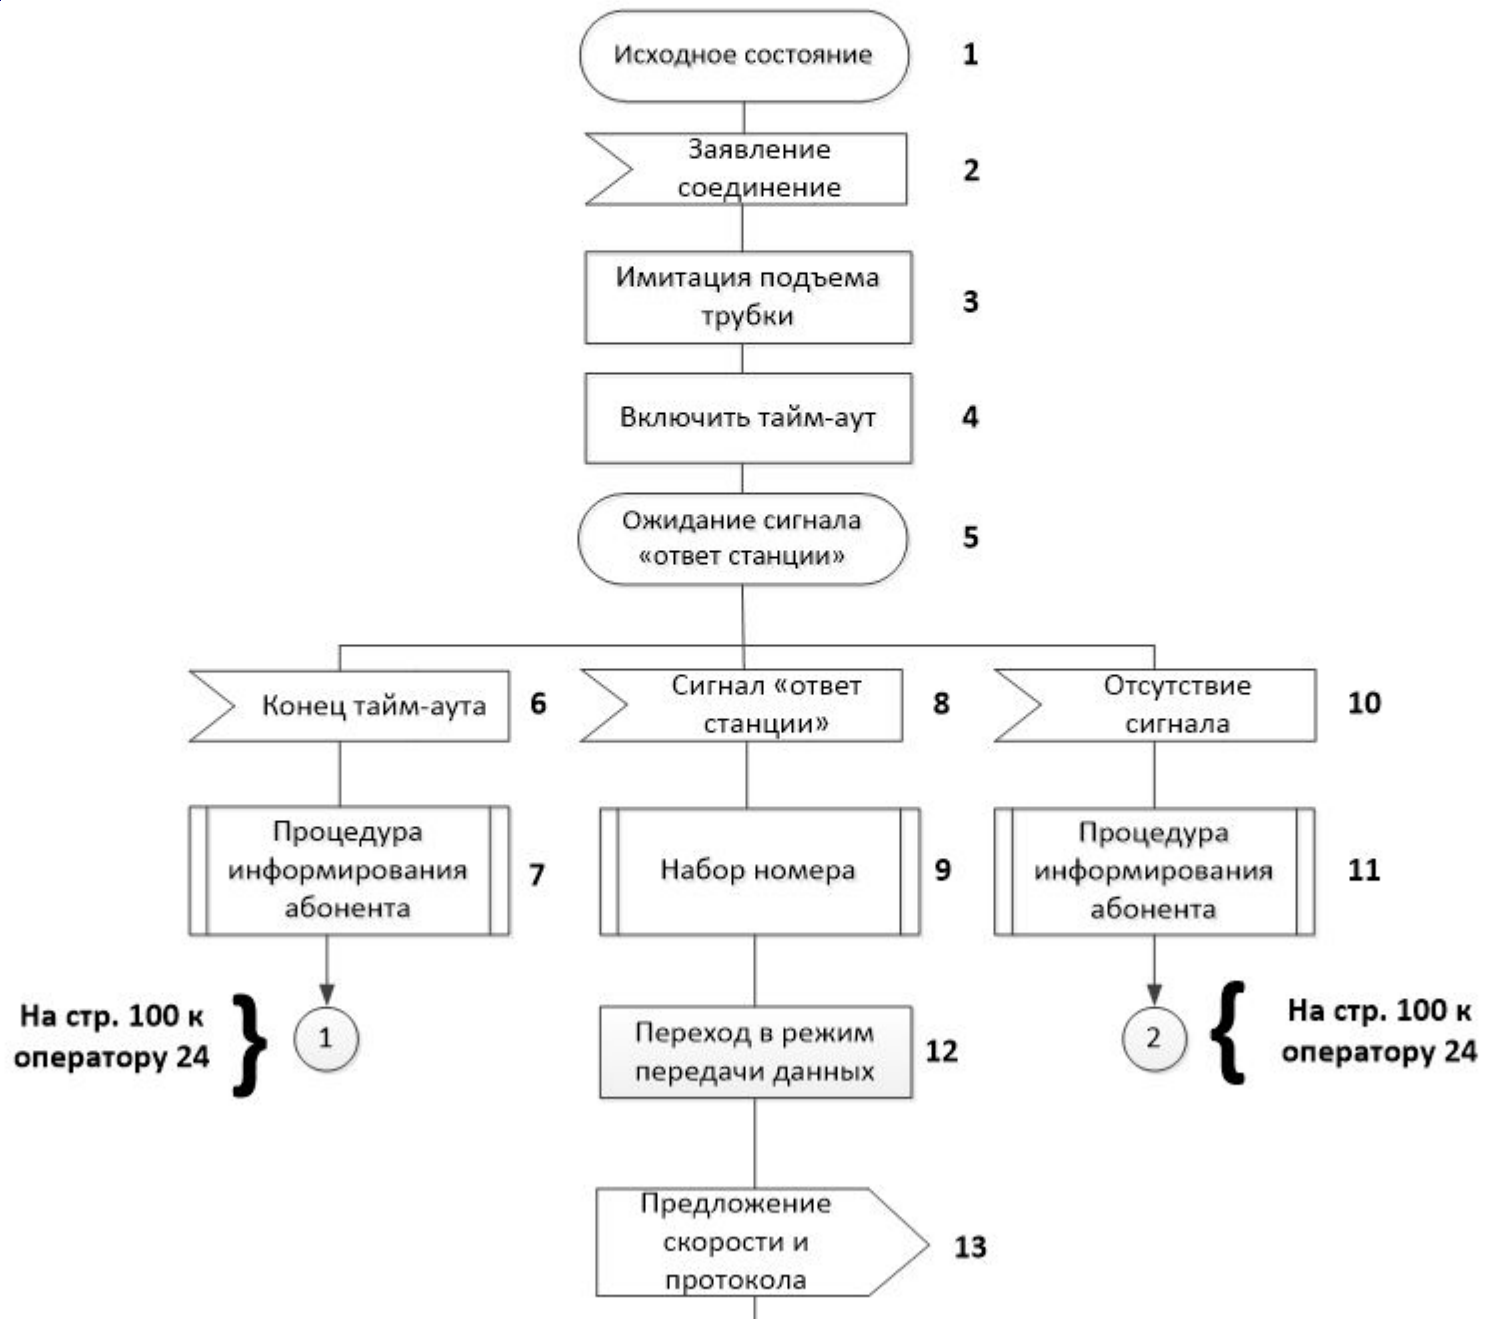 Исходное состояние
1
Заявление
соединение
2
Имитация подъема
трубки
3
Включить тайм-аут
4
Ожидание сигнала
«ответ станции»
5
Конец тайм-аута
6
Сигнал «ответ
станции»
8
Отсутствие
сигнала
10
Процедура
информирования
абонента
7
Набор номера
9
Процедура
информирования
абонента
11
На стр. 100 к
оператору 24
}
1
Переход в режим
передачи данных
12
2
{
На стр. 100 к
оператору 24
Предложение
скорости и
протокола
13